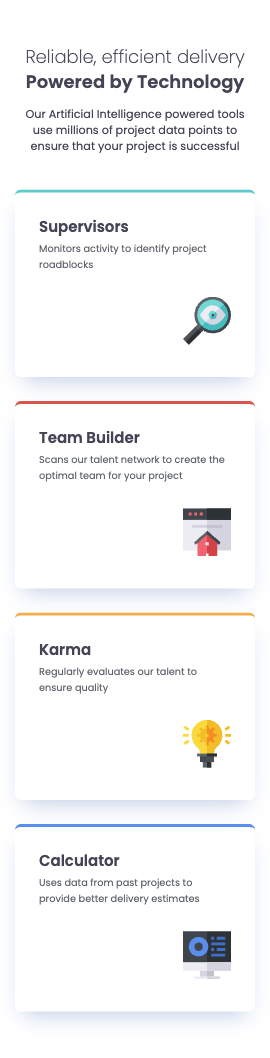 Reliable, efficient delivery
Powered by Technology
Our Artificial Intelligence powered tools
use millions of project data points to
ensure that your project is successful
Supervisors
Monitors activity to identify project
roadblocks
Team Builder
Scans our talent network to create the
optimal team for your project
Karma
Regularly evaluates our talent to
ensure quality
Calculator
Uses data from past projects to
provide better delivery estimates